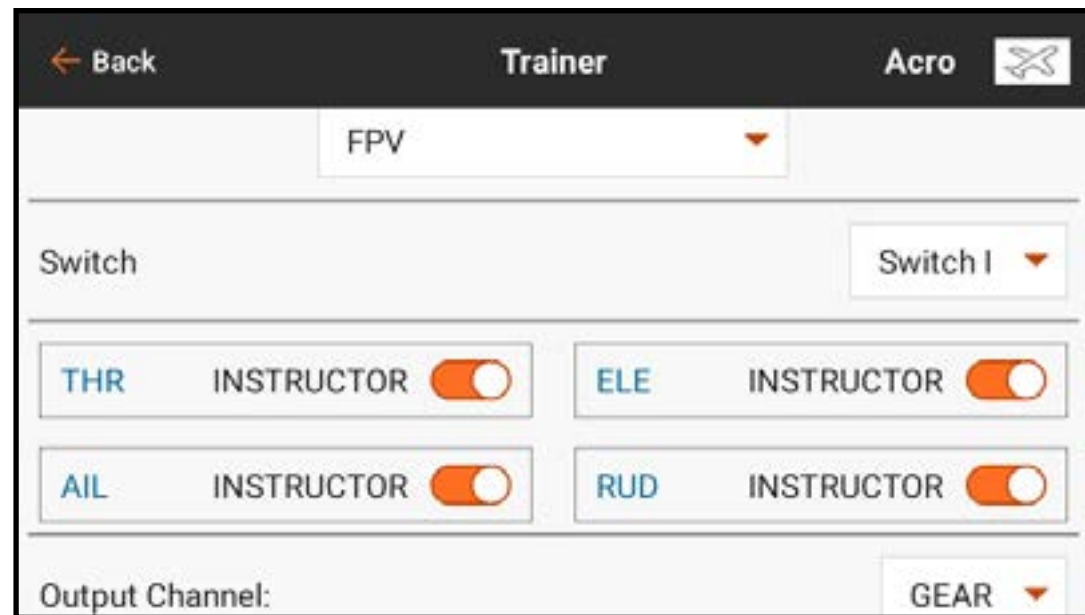 Back Trainer Acro
FPV
Switch Switch I
THR INSTRUCTOR ELE INSTRUCTOR
AIL INSTRUCTOR RUD INSTRUCTOR
Output Channel: GEAR